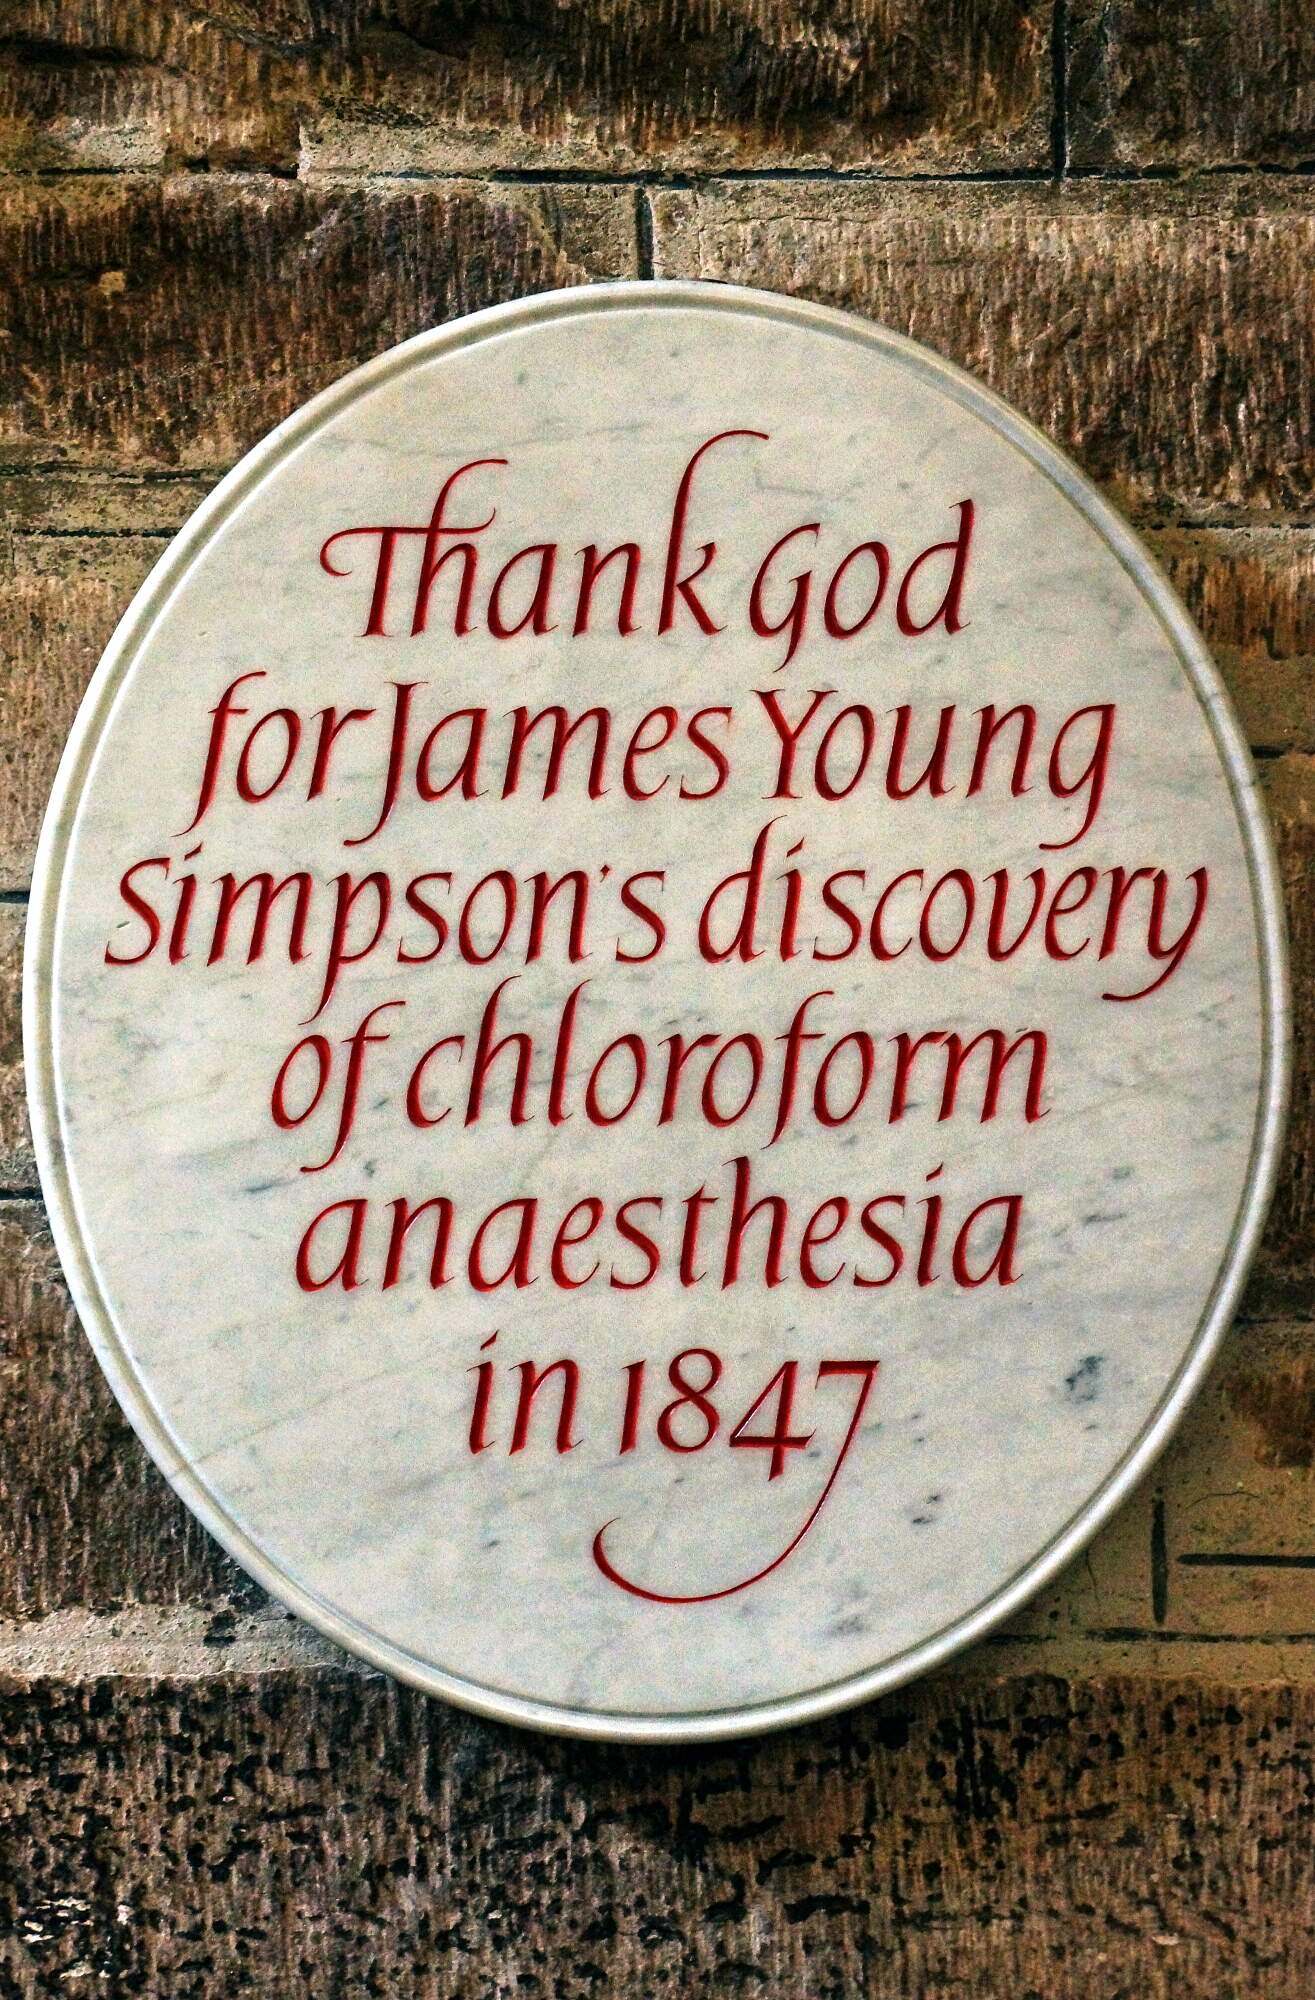 Thank God
for James Young
Simpson's discovery
of chloroform
anaesthesia
in 1847